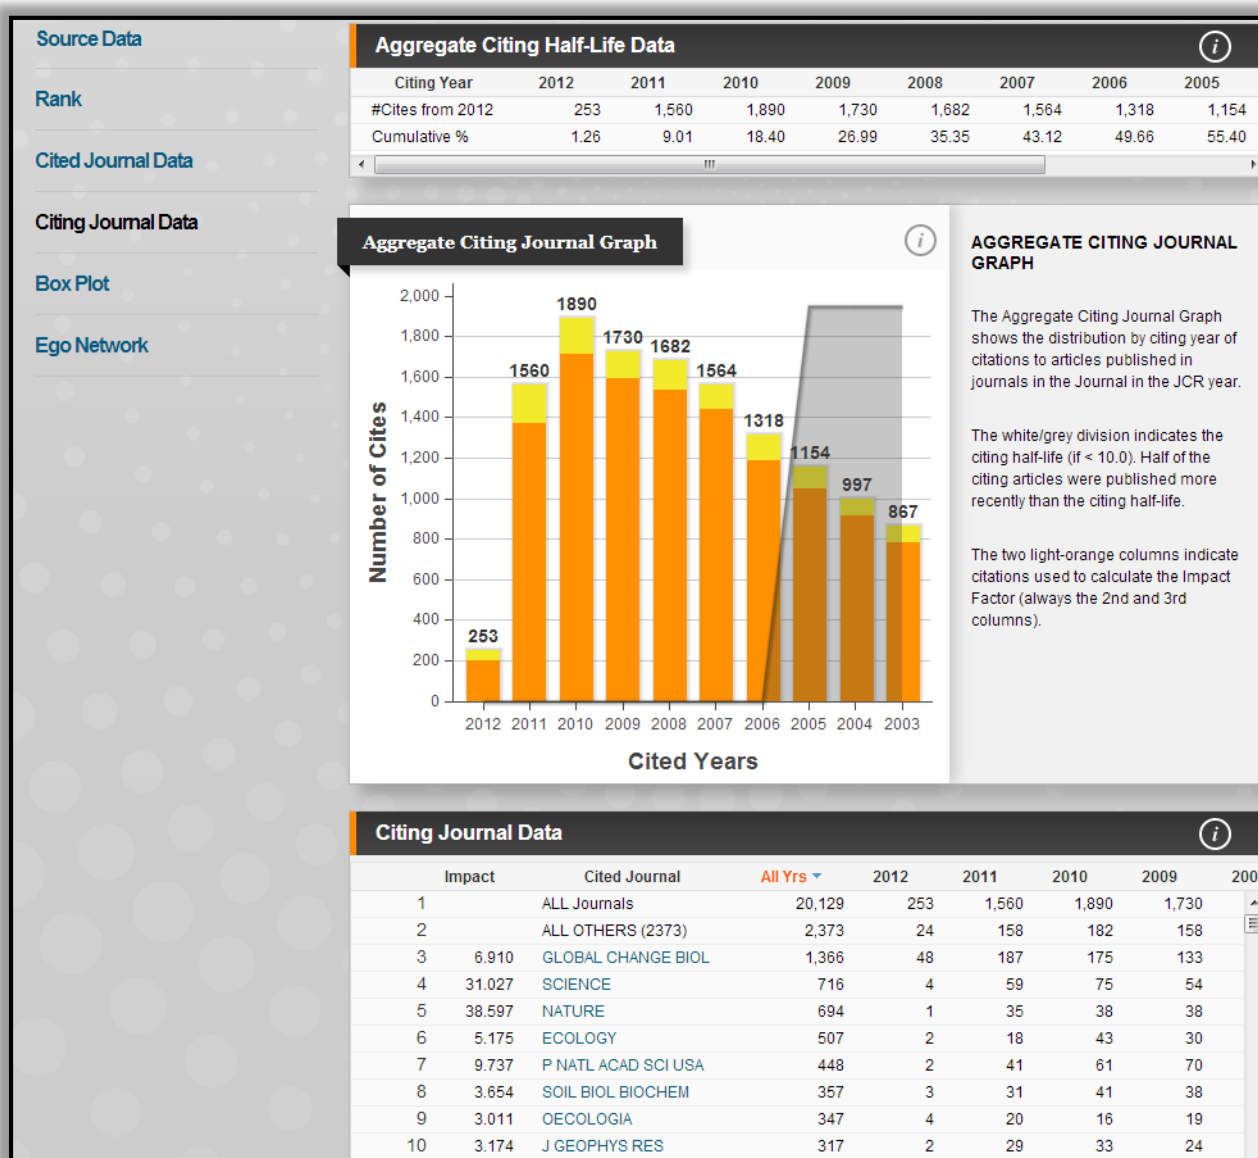 Source Data
Rank
Cited Journal Data
Citing Journal Data
Box Plot
Ego Network
Aggregate Citing Half-Life Data
i
Citing Year 2012 2011 2010 2009 2008 2007 2006 2005
#Cites from 2012 253 1,560 1,890 1,730 1,682 1,564 1,318 1,154
Cumulative % 1.26 9.01 18.40 26.99 35.35 43.12 49.66 55.40
Aggregate Citing Journal Graph
i
Number of Cites
2,000
1,800
1,600
1,400
1,200
1,000
800
600
400
200
0
253
1560
1890
1730
1682
1564
1318
1154
997
867
2012 2011 2010 2009 2008 2007 2006 2005 2004 2003
Cited Years
AGGREGATE CITING JOURNAL
GRAPH
The Aggregate Citing Journal Graph
shows the distribution by citing year of
citations to articles published in
journals in the Journal in the JCR year.
The white/grey division indicates the
citing half-life (if < 10.0). Half of the
citing articles were published more
recently than the citing half-life.
The two light-orange columns indicate
citations used to calculate the Impact
Factor (always the 2nd and 3rd
columns).
Citing Journal Data
i
Impact Cited Journal All Yrs 2012 2011 2010 2009 200
1 ALL Journals 20,129 253 1,560 1,890 1,730
2 ALL OTHERS (2373) 2,373 24 158 182 158
3 6.910 GLOBAL CHANGE BIOL 1,366 48 187 175 133
4 31.027 SCIENCE 716 4 59 75 54
5 38.597 NATURE 694 1 35 38 38
6 5.175 ECOLOGY 507 2 18 43 30
7 9.737 P NATL ACAD SCI USA 448 2 41 61 70
8 3.654 SOIL BIOL BIOCHEM 357 3 31 41 38
9 3.011 OECOLOGIA 347 4 20 16 19
10 3.174 J GEOPHYS RES 317 2 29 33 24